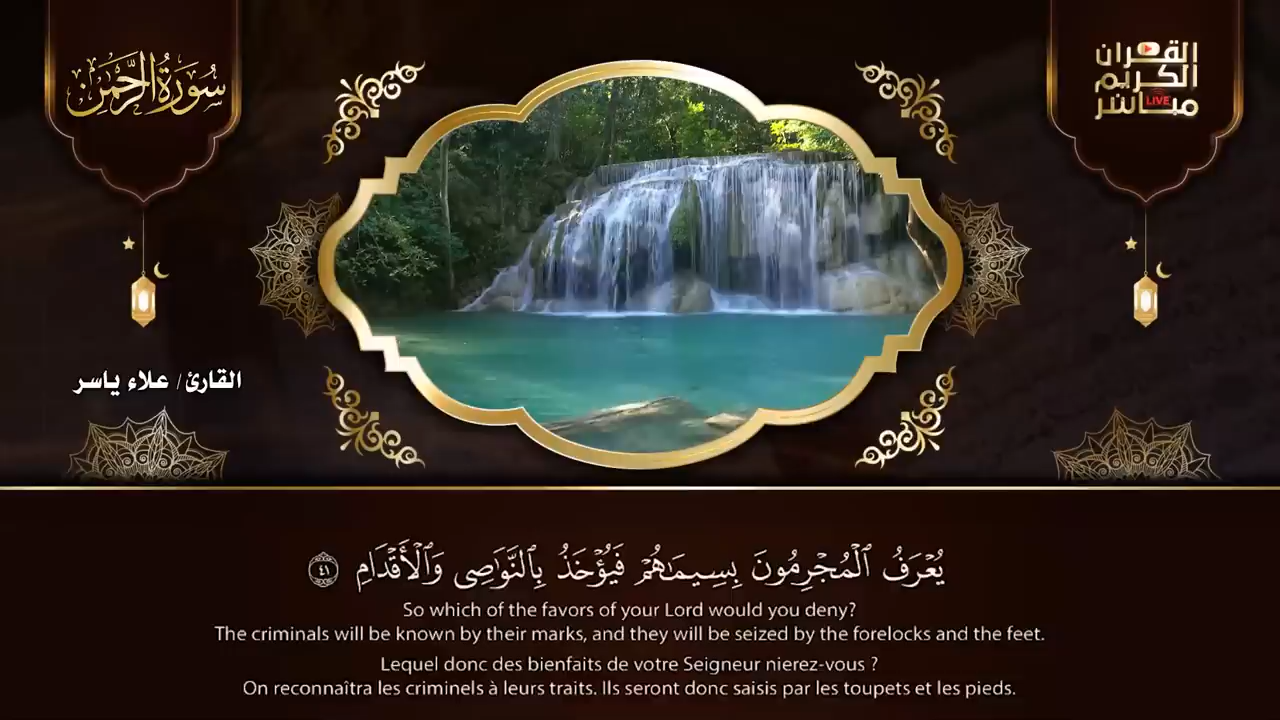 سُورَةُ الرَّحْمَٰن
القرآن
الكريم
مباشر
LIVE
القارئ/ علاء ياسر
يُعْرَفُ ٱلْمُجْرِمُونَ بِسِيمَٰهُمْ فَيُؤْخَذُ بِٱلنَّوَٰصِى وَٱلْأَقْدَامِ ٤١
So which of the favors of your Lord would you deny?
The criminals will be known by their marks, and they will be seized by the forelocks and the feet.
Lequel donc des bienfaits de votre Seigneur nierez-vous ?
On reconnaîtra les criminels à leurs traits. Ils seront donc saisis par les toupets et les pieds.